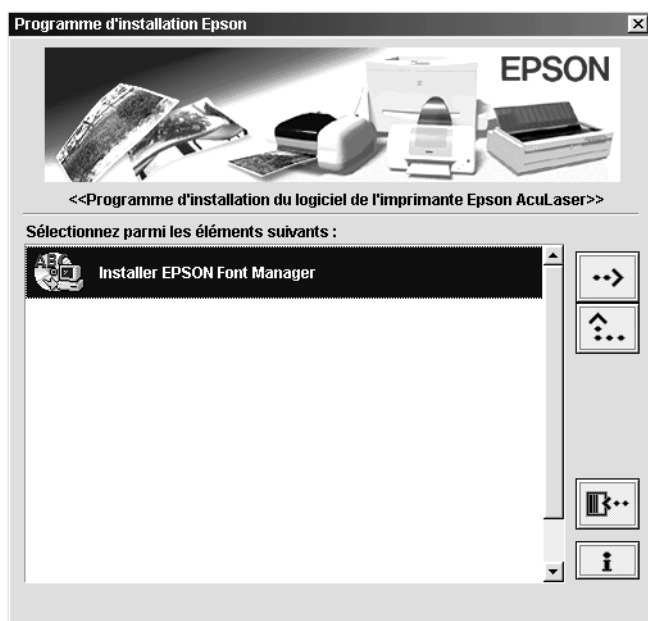 Programme d'installation Epson
EPSON
<<Programme d'installation du logiciel de l'imprimante Epson AcuLaser>>
Sélectionnez parmi les éléments suivants :
ABC
Installer EPSON Font Manager
i